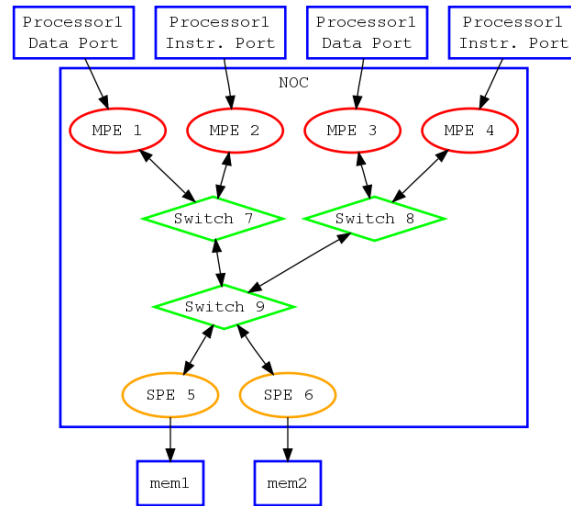 Processor1
Data Port
Processor1
Instr. Port
Processor1
Data Port
Processor1
Instr. Port
NOC
MPE 1
MPE 2
MPE 3
MPE 4
Switch 7
Switch 8
Switch 9
SPE 5
SPE 6
mem1
mem2